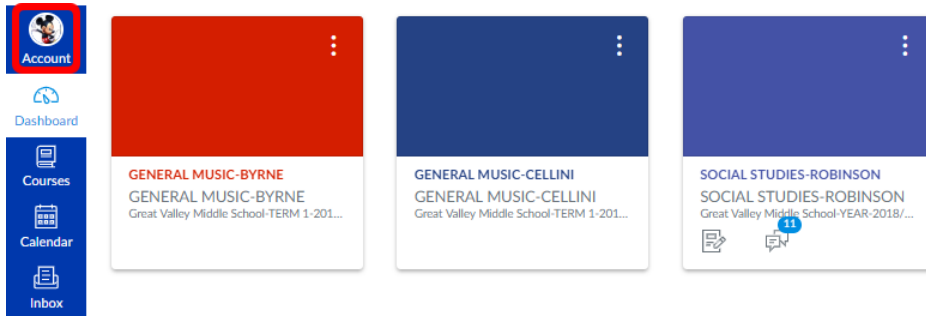 Account
Dashboard
Courses
Calendar
Inbox
GENERAL MUSIC-BYRNE
GENERAL MUSIC-BYRNE
Great Valley Middle School-TERM 1-201...
GENERAL MUSIC-CELLINI
GENERAL MUSIC-CELLINI
Great Valley Middle School-TERM 1-201...
SOCIAL STUDIES-ROBINSON
SOCIAL STUDIES-ROBINSON
Great Valley Middle School-YEAR-2018/...
11